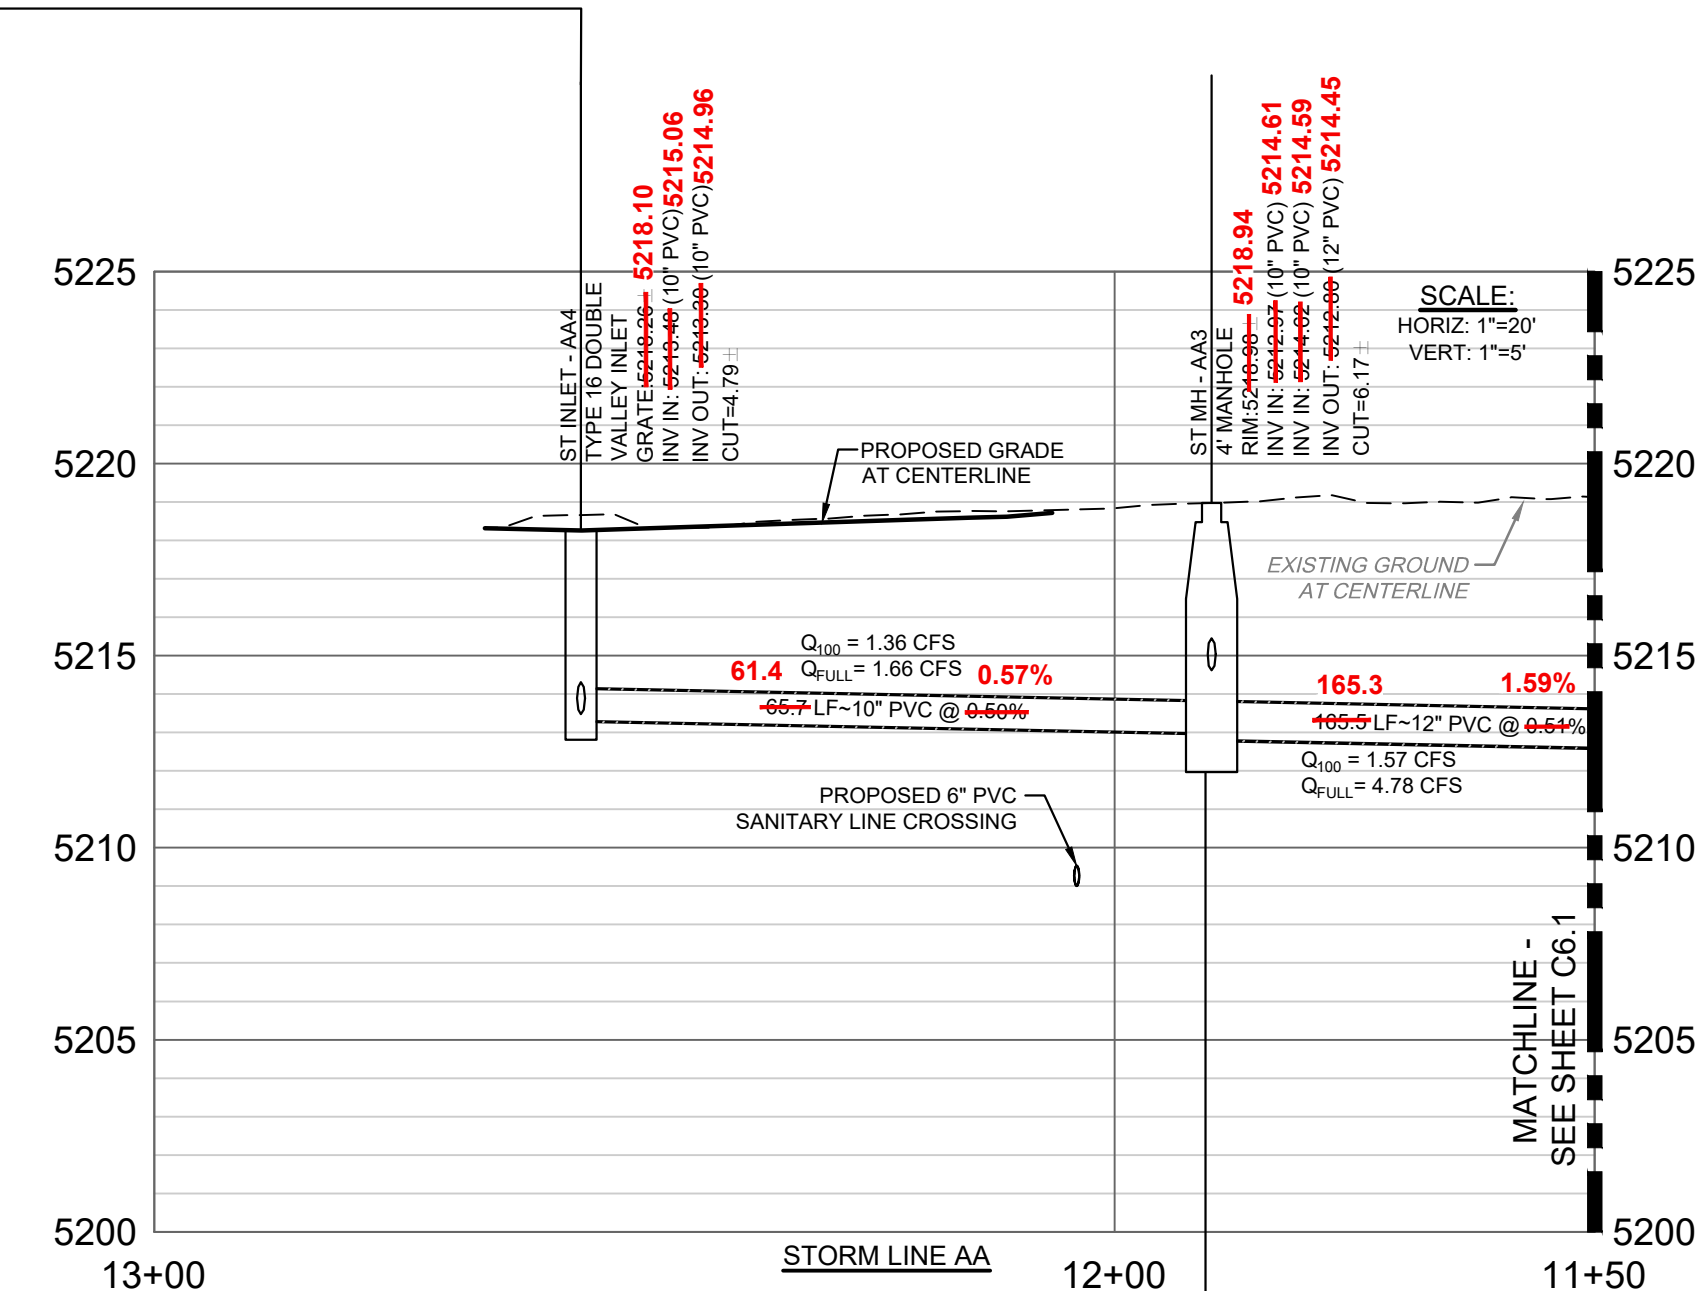 ST INLET - AA4
TYPE 16 DOUBLE
VALLEY INLET
GRATE:5218.26± 5218.10
INV IN: 5213.40 (10" PVC) 5215.06
INV OUT: 5213.30 (10" PVC) 5214.96
CUT=4.79±
ST MH - AA3
4' MANHOLE
RIM:5218.98± 5218.94
INV IN: 5212.97 (10" PVC) 5214.61
INV IN: 5214.62 (10" PVC) 5214.59
INV OUT: 5212.80 (12" PVC) 5214.45
CUT=6.17±
SCALE:
HORIZ: 1"=20'
VERT: 1"=5'
5225
5225
5220
5220
PROPOSED GRADE
AT CENTERLINE
EXISTING GROUND
AT CENTERLINE
5215
5215
Q100 = 1.36 CFS
QFULL= 1.66 CFS
61.4
0.57%
65.7 LF~10" PVC @ 0.50%
165.3
1.59%
165.5 LF~12" PVC @ 0.51%
Q100 = 1.57 CFS
QFULL= 4.78 CFS
PROPOSED 6" PVC
SANITARY LINE CROSSING
5210
5210
MATCHLINE -
SEE SHEET C6.1
5205
5205
5200
5200
STORM LINE AA
13+00
12+00
11+50